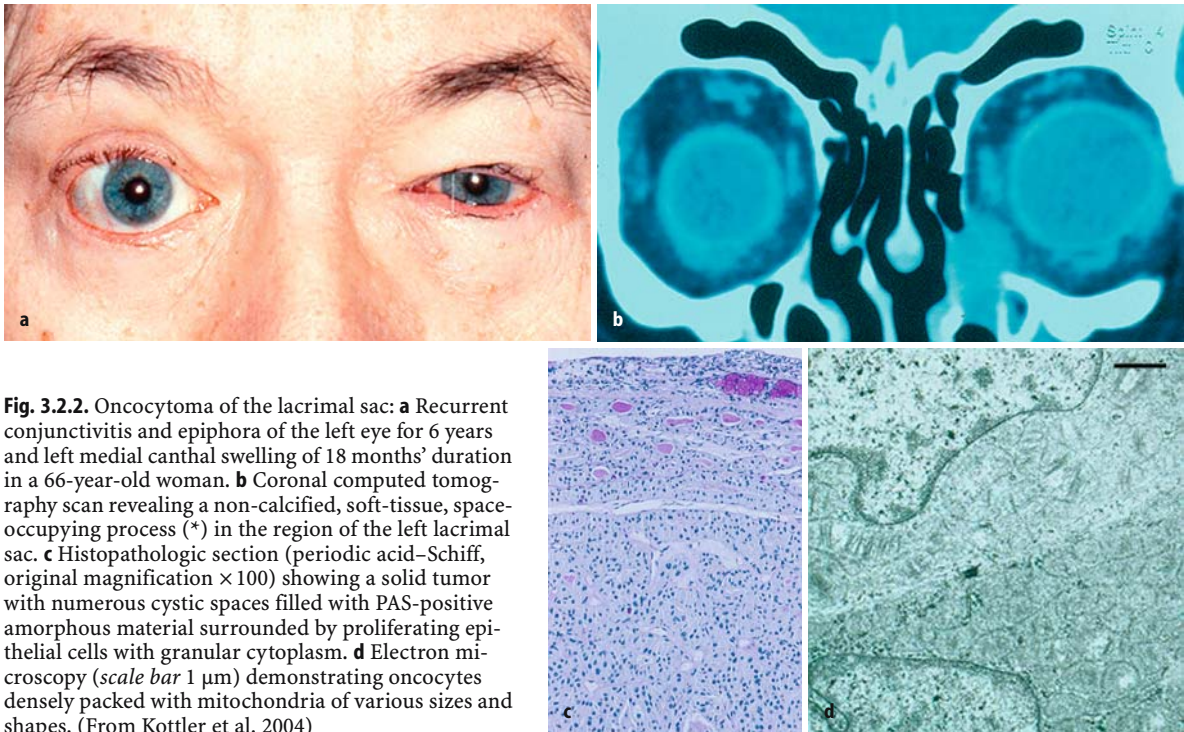 a
b
Fig. 3.2.2. Oncocytoma of the lacrimal sac: a Recurrent
conjunctivitis and epiphora of the left eye for 6 years
and left medial canthal swelling of 18 months’ duration
in a 66-year-old woman. b Coronal computed tomog-
raphy scan revealing a non-calcified, soft-tissue, space-
occupying process (*) in the region of the left lacrimal
sac. c Histopathologic section (periodic acid–Schiff,
original magnification ×100) showing a solid tumor
with numerous cystic spaces filled with PAS-positive
amorphous material surrounded by proliferating epi-
thelial cells with granular cytoplasm. d Electron mi-
croscopy (scale bar 1 µm) demonstrating oncocytes
densely packed with mitochondria of various sizes and
shapes. (From Kottler et al. 2004)
c
d